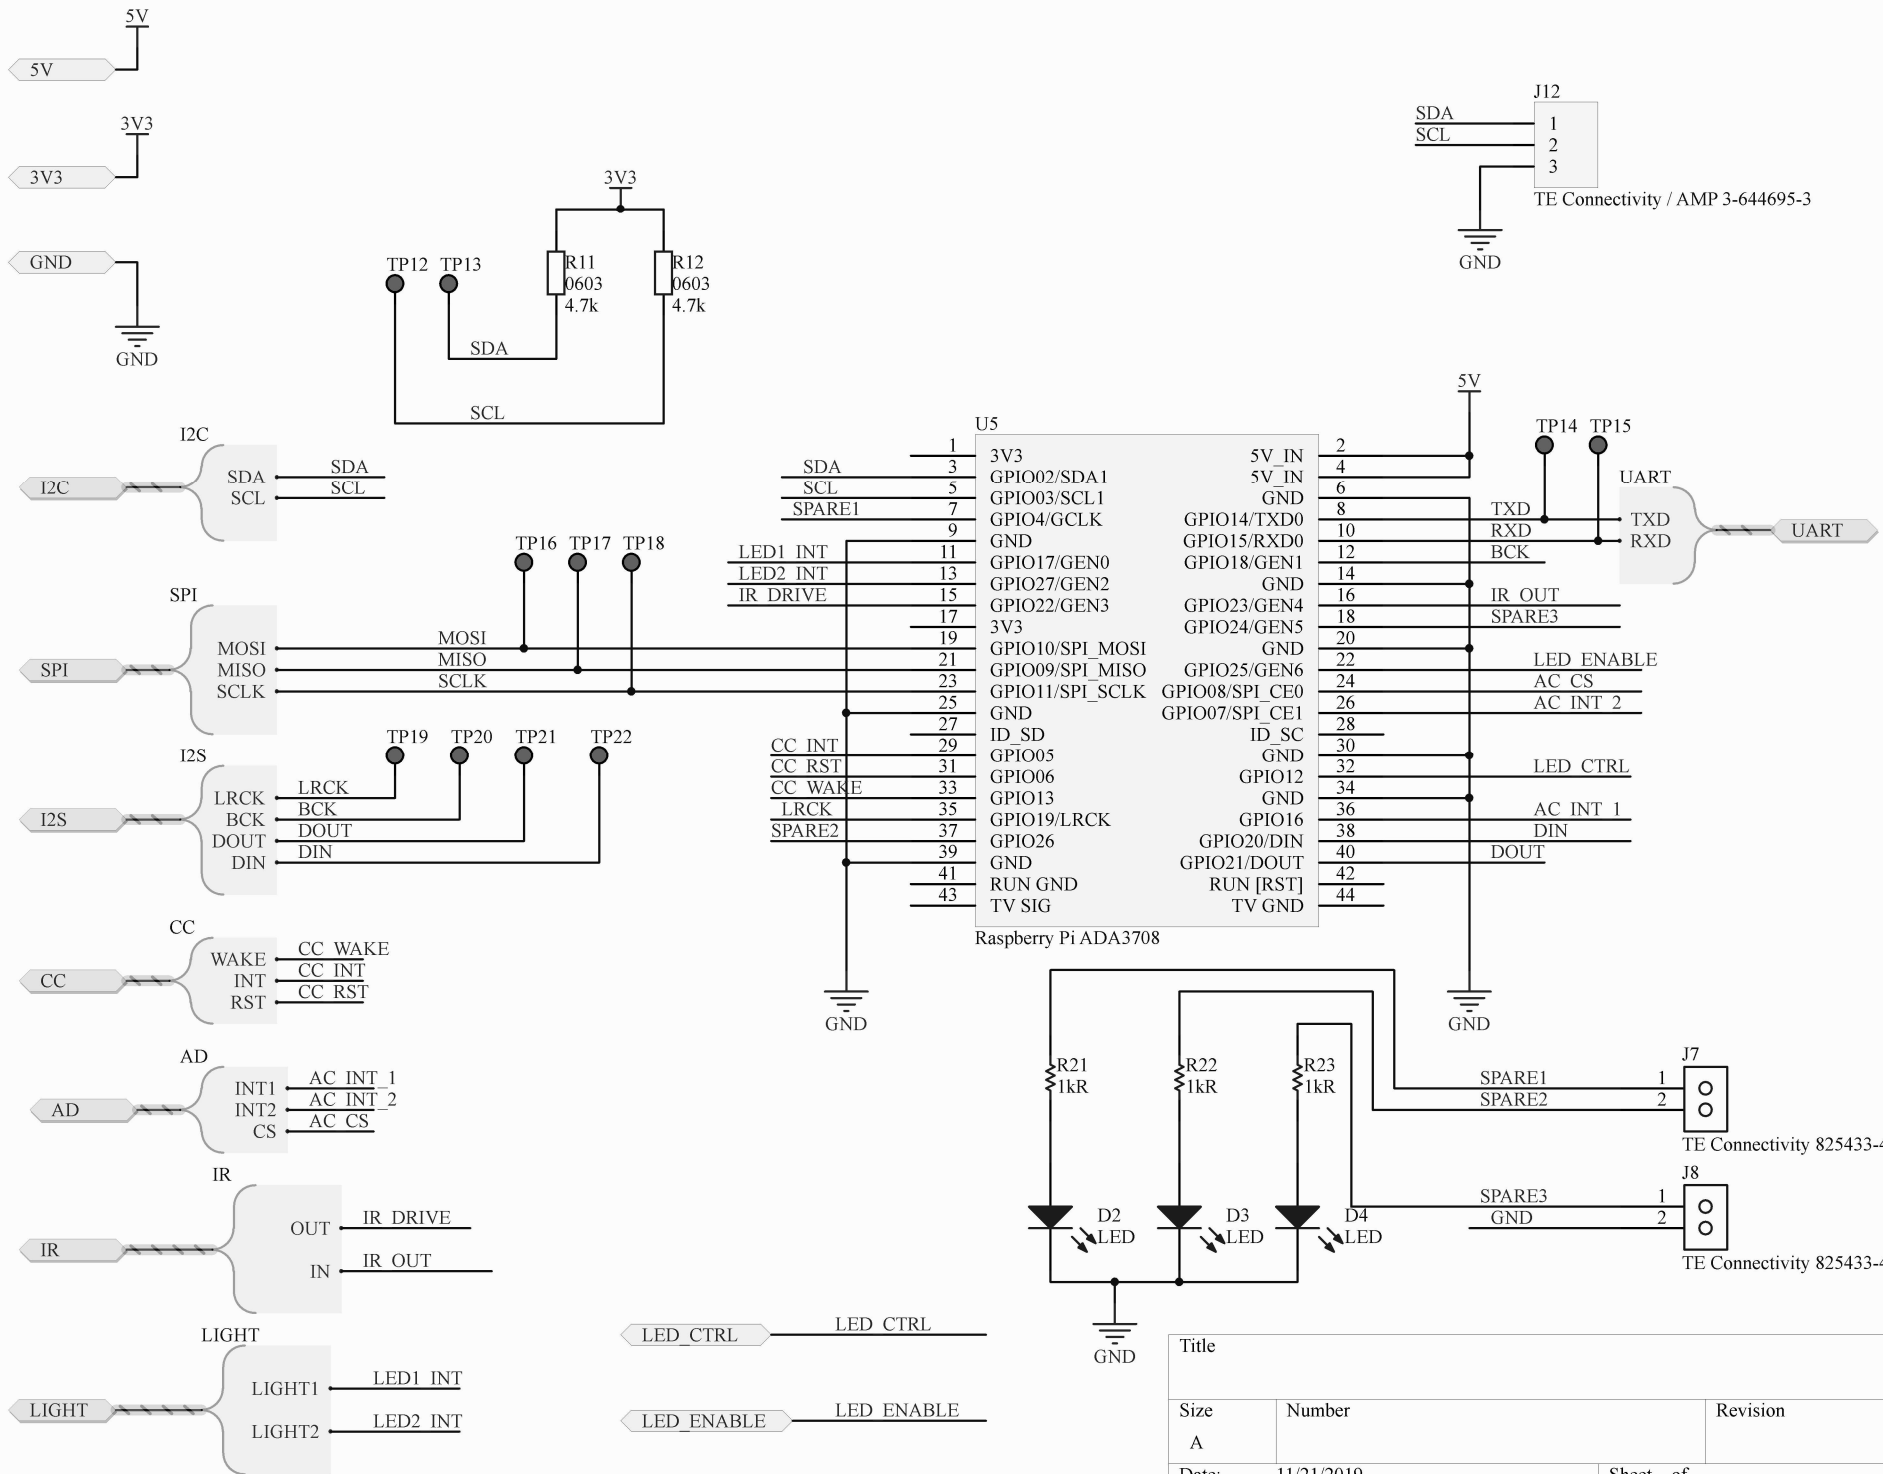 5V
5V
3V3
3V3
GND
GND
3V3
TP12 TP13
R11
0603
4.7k
R12
0603
4.7k
SDA
SCL
J12
SDA 1
SCL 2
3
TE Connectivity / AMP 3-644695-3
GND
I2C
I2C
SDA SDA
SCL SCL
SPI
SPI
MOSI MOSI
MISO MISO
SCLK SCLK
TP16 TP17 TP18
I2S
I2S
LRCK LRCK
BCK BCK
DOUT DOUT
DIN DIN
TP19 TP20 TP21 TP22
CC
CC
WAKE CC_WAKE
INT CC_INT
RST CC_RST
AD
AD
INT1 AC_INT_1
INT2 AC_INT_2
CS AC_CS
IR
IR
OUT IR_DRIVE
IN IR_OUT
LIGHT
LIGHT
LIGHT1 LED1_INT
LIGHT2 LED2_INT
LED_CTRL LED_CTRL
LED_ENABLE LED_ENABLE
5V
U5
1 3V3 5V_IN 2
SDA 3 GPIO02/SDA1 5V_IN 4
SCL 5 GPIO03/SCL1 GND 6
SPARE1 7 GPIO4/GCLK GPIO14/TXD0 8 TXD
9 GND GPIO15/RXD0 10 RXD
LED1_INT 11 GPIO17/GEN0 GPIO18/GEN1 12 BCK
LED2_INT 13 GPIO27/GEN2 GND 14
IR_DRIVE 15 GPIO22/GEN3 GPIO23/GEN4 16 IR_OUT
17 3V3 GPIO24/GEN5 18 SPARE3
19 GPIO10/SPI_MOSI GND 20
21 GPIO09/SPI_MISO GPIO25/GEN6 22 LED_ENABLE
23 GPIO11/SPI_SCLK GPIO08/SPI_CE0 24 AC_CS
25 GND GPIO07/SPI_CE1 26 AC_INT_2
27 ID_SD ID_SC 28
CC_INT 29 GPIO05 GND 30
CC_RST 31 GPIO06 GPIO12 32 LED_CTRL
CC_WAKE 33 GPIO13 GND 34
LRCK 35 GPIO19/LRCK GPIO16 36 AC_INT_1
SPARE2 37 GPIO26 GPIO20/DIN 38 DIN
39 GND GPIO21/DOUT 40 DOUT
41 RUN GND RUN [RST] 42
43 TV SIG TV GND 44
Raspberry Pi ADA3708
GND
GND
TP14 TP15
UART
TXD
RXD
UART
R21
1kR
R22
1kR
R23
1kR
D2
LED
D3
LED
D4
LED
GND
J7
SPARE1 1
SPARE2 2
TE Connectivity 825433-4
J8
SPARE3 1
GND 2
TE Connectivity 825433-4
Title
Size Number Revision
A
Date: 11/21/2019 Sheet of